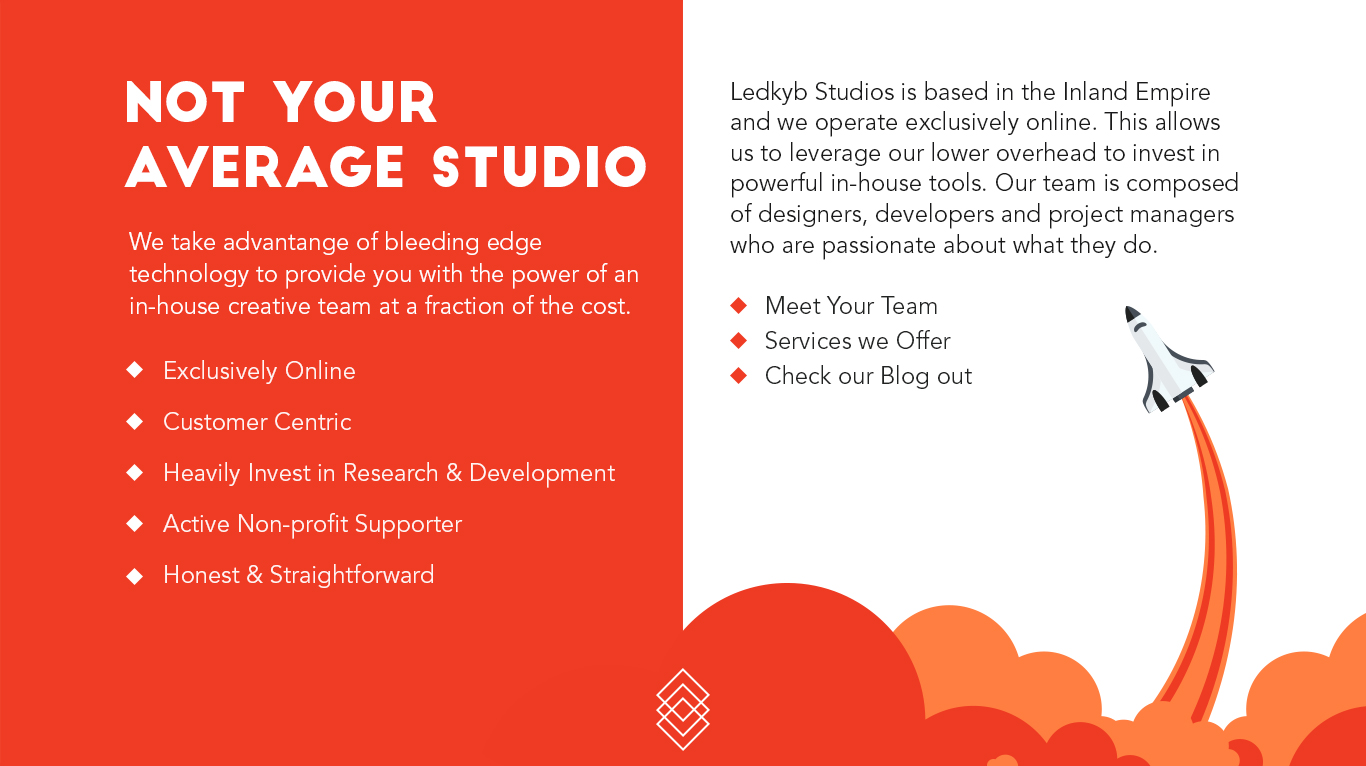 NOT YOUR
AVERAGE STUDIO
We take advantange of bleeding edge
technology to provide you with the power of an
in-house creative team at a fraction of the cost.
Exclusively Online
Customer Centric
Heavily Invest in Research & Development
Active Non-profit Supporter
Honest & Straightforward
Ledkyb Studios is based in the Inland Empire
and we operate exclusively online. This allows
us to leverage our lower overhead to invest in
powerful in-house tools. Our team is composed
of designers, developers and project managers
who are passionate about what they do.
Meet Your Team
Services we Offer
Check our Blog out